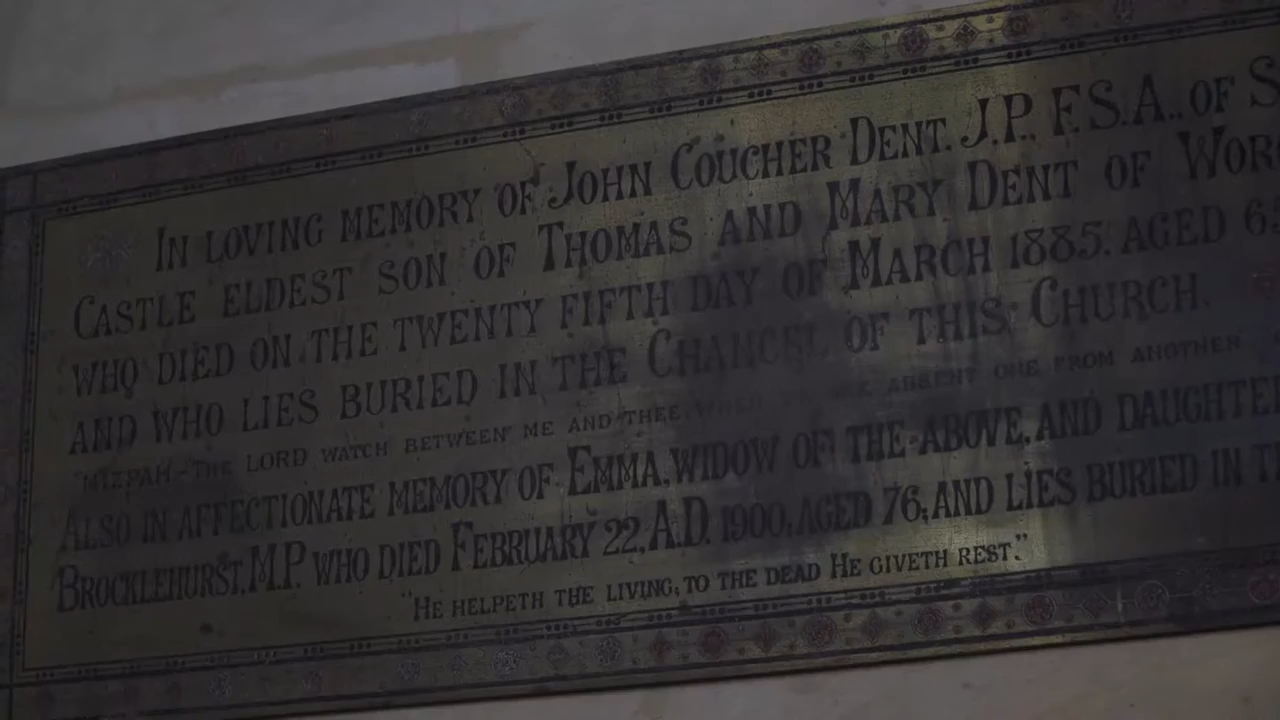 IN LOVING MEMORY OF JOHN COUCHER DENT. J.P., F.S.A., OF S
CASTLE ELDEST SON OF THOMAS AND MARY DENT OF WOR
WHO DIED ON THE TWENTY FIFTH DAY OF MARCH 1885. AGED 6
AND WHO LIES BURIED IN THE CHANCEL OF THIS CHURCH.
"MIZPAH.-THE LORD WATCH BETWEEN ME AND THEE WHEN WE ARE ABSENT ONE FROM ANOTHER
ALSO IN AFFECTIONATE MEMORY OF EMMA, WIDOW OF THE ABOVE, AND DAUGHTE
BROCKLEHURST, M.P. WHO DIED FEBRUARY 22, A.D. 1900, AGED 76; AND LIES BURIED IN T
"HE HELPETH THE LIVING; TO THE DEAD HE GIVETH REST."